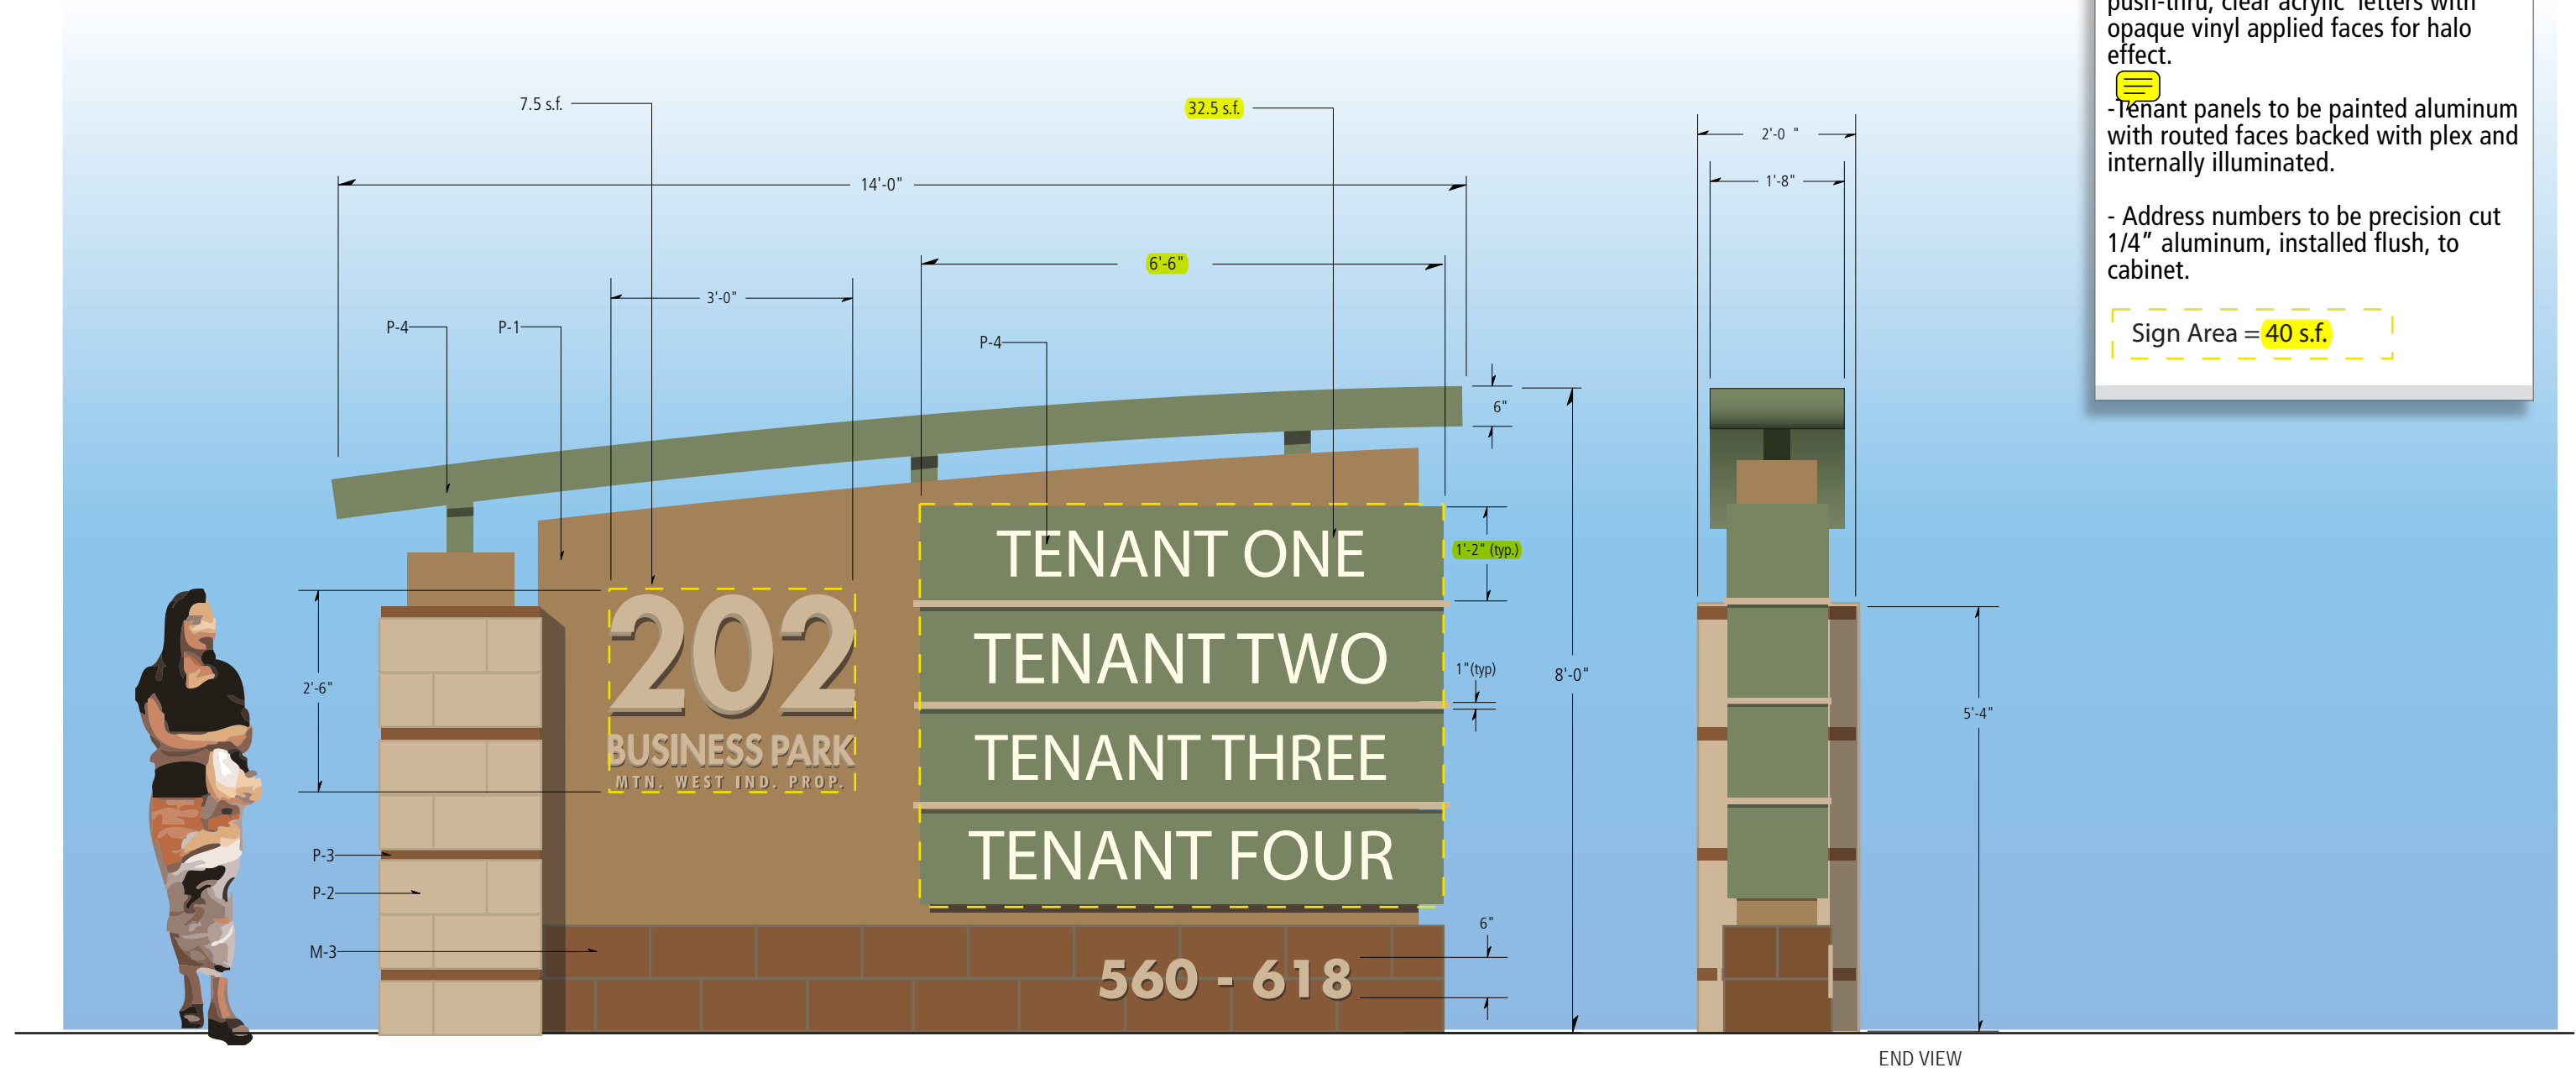 push-thru, clear acrylic letters with
opaque vinyl applied faces for halo
effect.
-Tenant panels to be painted aluminum
with routed faces backed with plex and
internally illuminated.
- Address numbers to be precision cut
1/4” aluminum, installed flush, to
cabinet.
Sign Area = 40 s.f.
7.5 s.f.
32.5 s.f.
14'-0"
6'-6"
3'-0"
P-4
P-1
P-4
6"
TENANT ONE
1'-2" (typ.)
202
TENANT TWO
1"(typ)
8'-0"
2'-6"
BUSINESS PARK
MTN. WEST IND. PROP.
TENANT THREE
TENANT FOUR
P-3
P-2
M-3
6"
560 - 618
2'-0 "
1'-8"
5'-4"
END VIEW